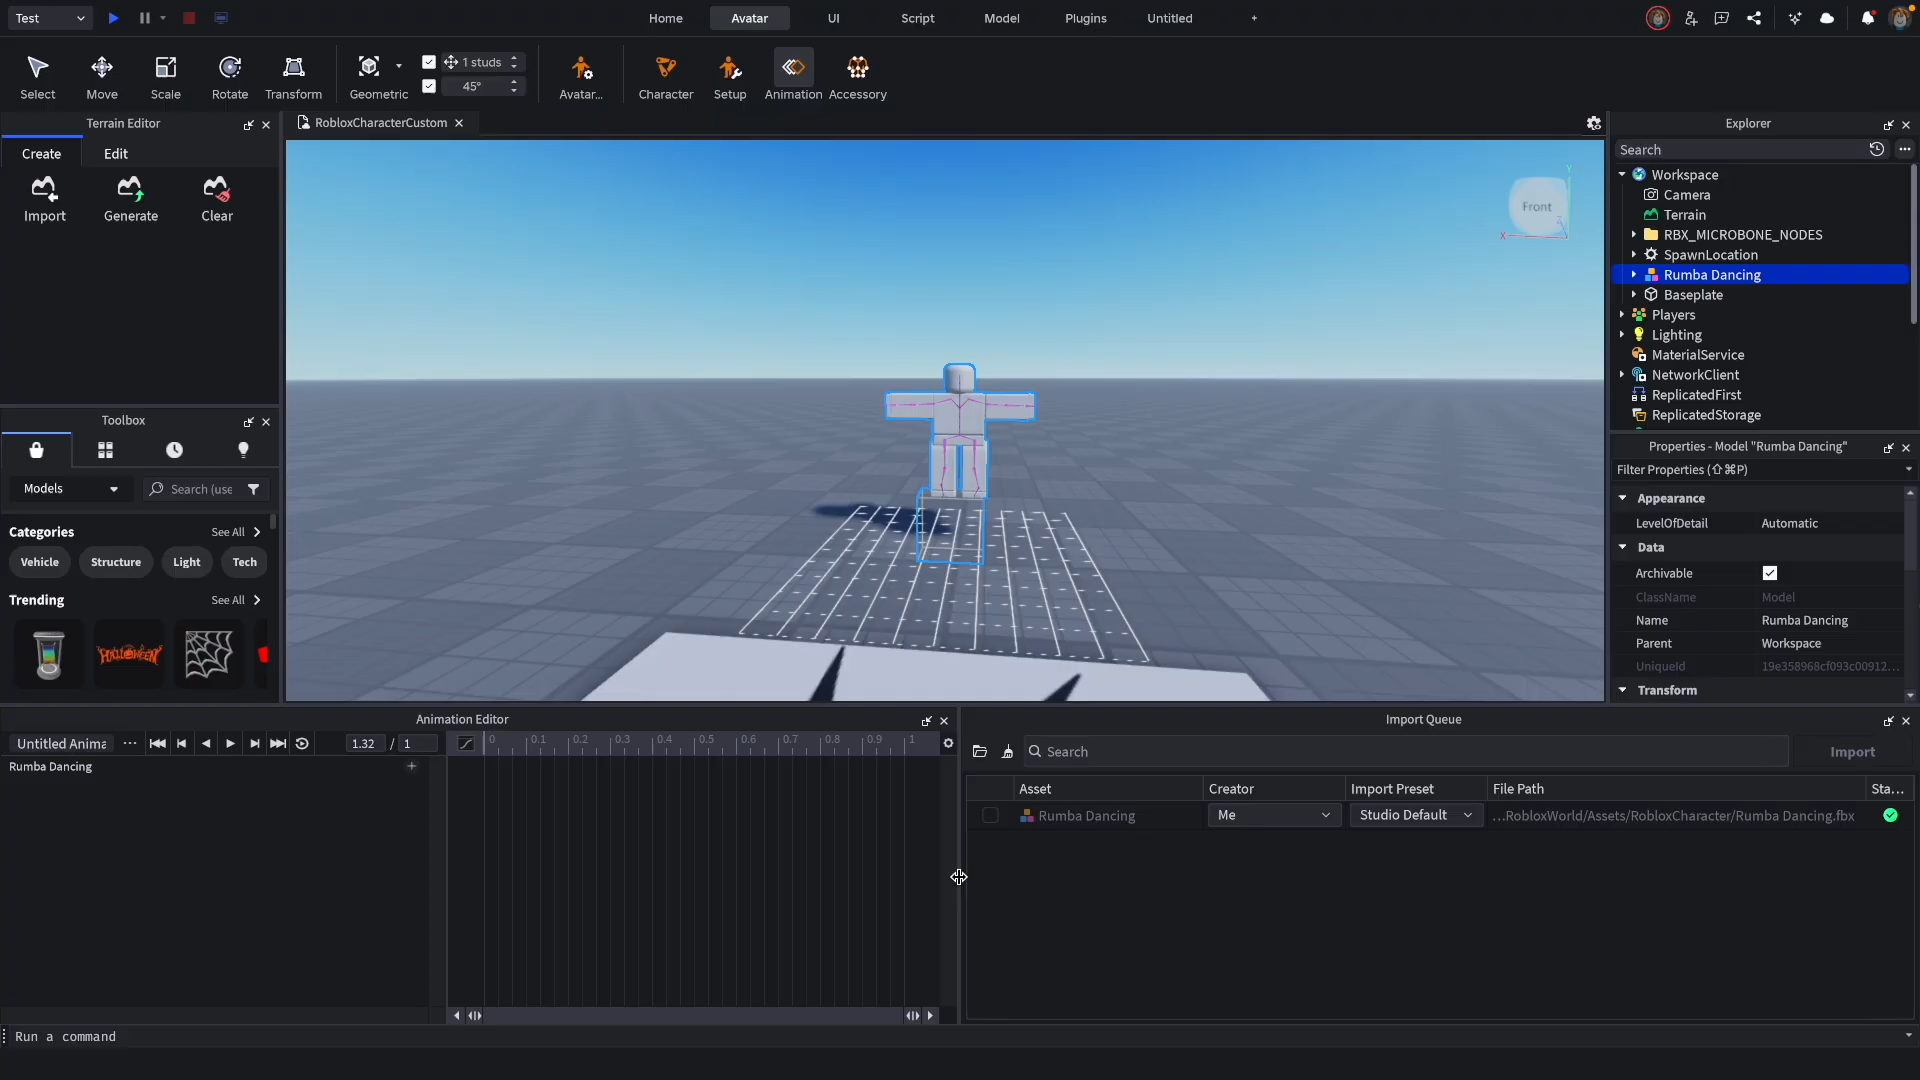 Test
Home
Avatar
UI
Script
Model
Plugins
Untitled
+
Select
Move
Scale
Rotate
Transform
Geometric
1 studs
45°
Avatar...
Character
Setup
Animation
Accessory
Terrain Editor
Create
Edit
Import
Generate
Clear
RobloxCharacterCustom
Front
X
Y
Z
Explorer
Search
Workspace
Camera
Terrain
RBX_MICROBONE_NODES
SpawnLocation
Rumba Dancing
Baseplate
Players
Lighting
MaterialService
NetworkClient
ReplicatedFirst
ReplicatedStorage
Toolbox
Models
Search (use
Categories
See All
Vehicle
Structure
Light
Tech
Trending
See All
HALLOWEEN
Properties - Model "Rumba Dancing"
Filter Properties (⇧⌘P)
Appearance
LevelOfDetail Automatic
Data
Archivable
ClassName Model
Name Rumba Dancing
Parent Workspace
UniqueId 19e358968cf093c00912...
Transform
Animation Editor
Untitled Anima ...
1.32 / 1
0 0.1 0.2 0.3 0.4 0.5 0.6 0.7 0.8 0.9 1
Rumba Dancing +
Import Queue
Search
Import
Asset Creator Import Preset File Path Sta...
Rumba Dancing Me Studio Default ...RobloxWorld/Assets/RobloxCharacter/Rumba Dancing.fbx
Run a command